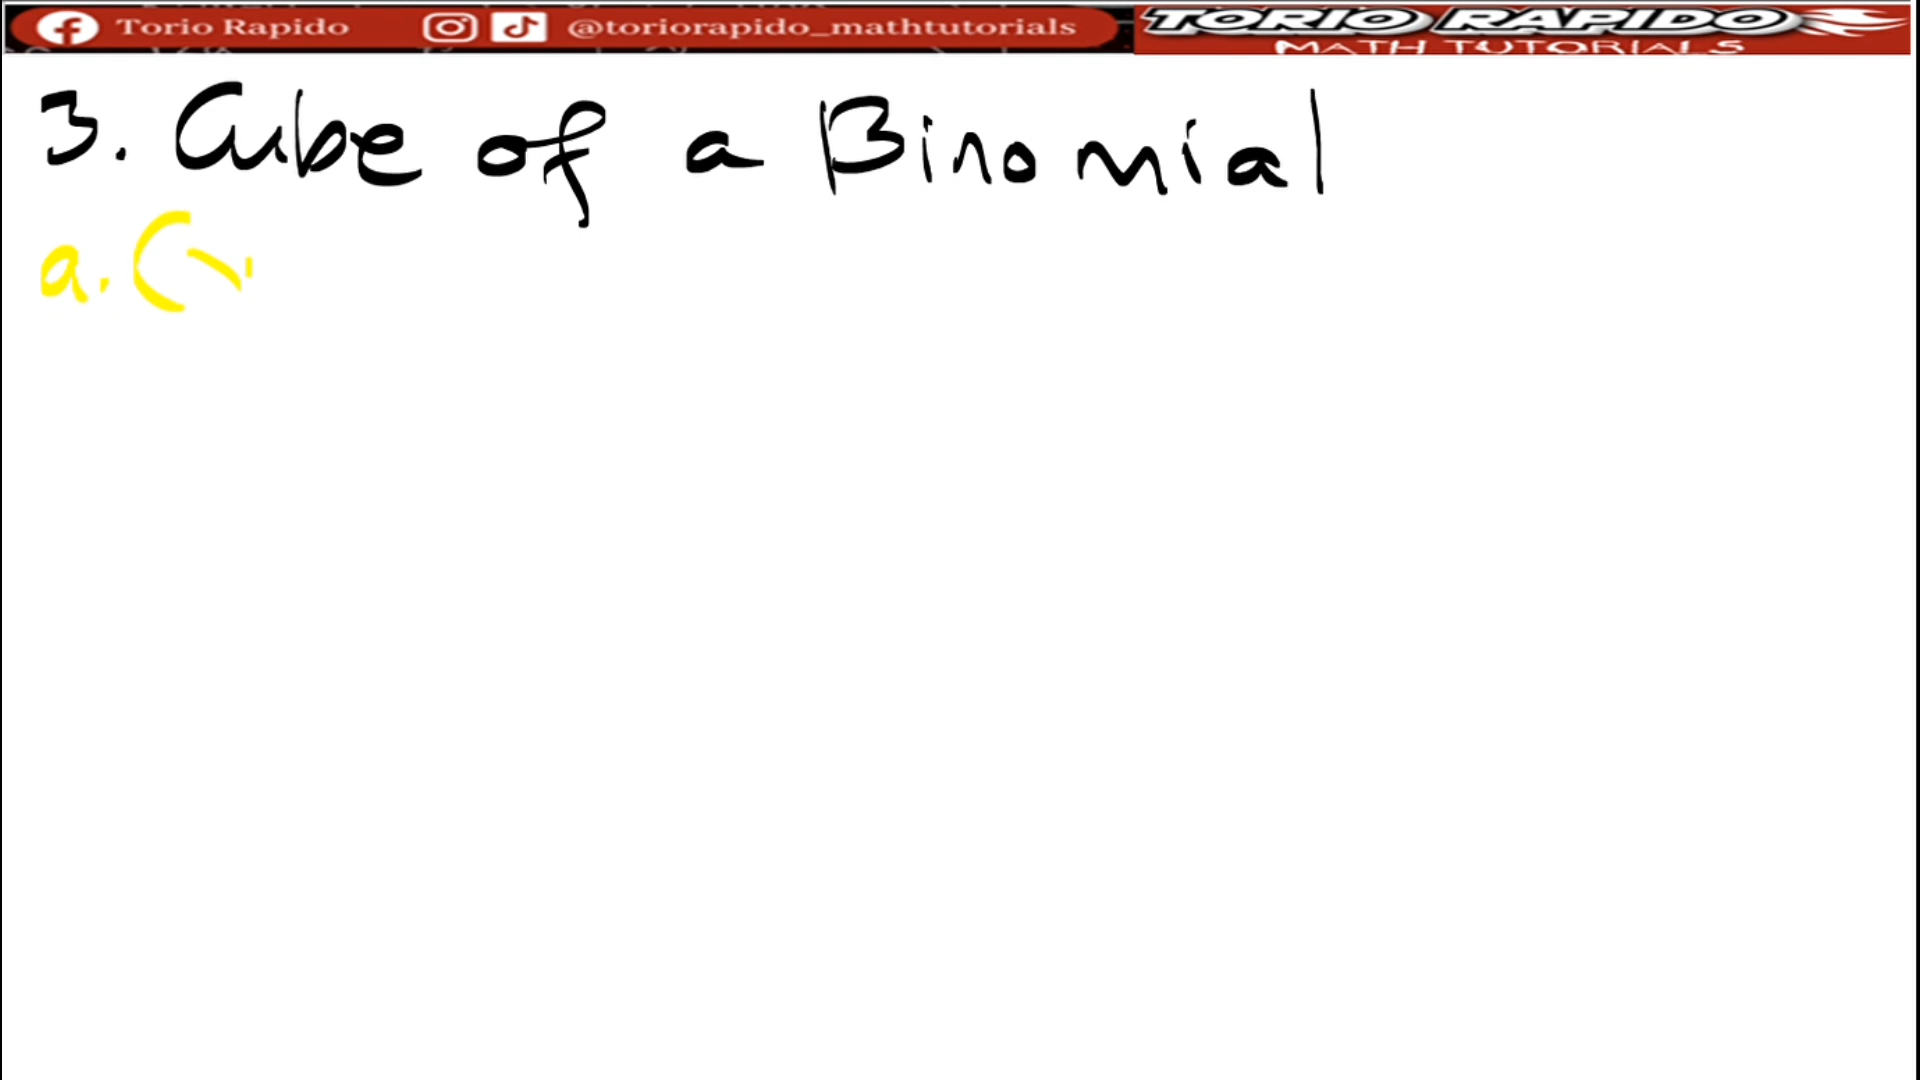 Torio Rapido @toriorapido_mathtutorials TORIO RAPIDO
MATH TUTORIALS
3. Cube of a Binomial
a. (